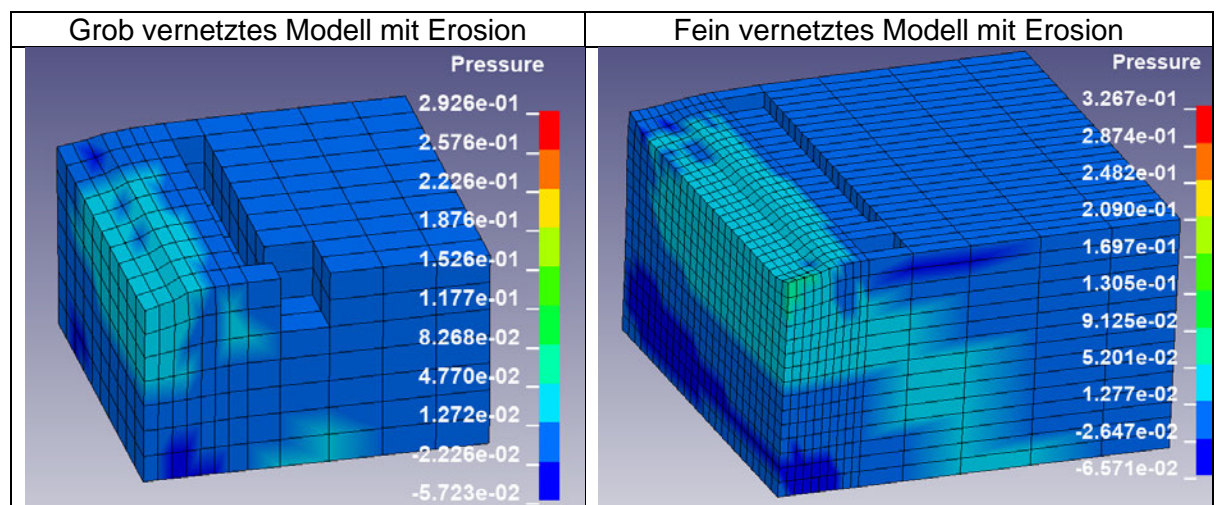 Grob vernetztes Modell mit Erosion
Fein vernetztes Modell mit Erosion
Pressure
2.926e-01
2.576e-01
2.226e-01
1.876e-01
1.526e-01
1.177e-01
8.268e-02
4.770e-02
1.272e-02
-2.226e-02
-5.723e-02
Pressure
3.267e-01
2.874e-01
2.482e-01
2.090e-01
1.697e-01
1.305e-01
9.125e-02
5.201e-02
1.277e-02
-2.647e-02
-6.571e-02